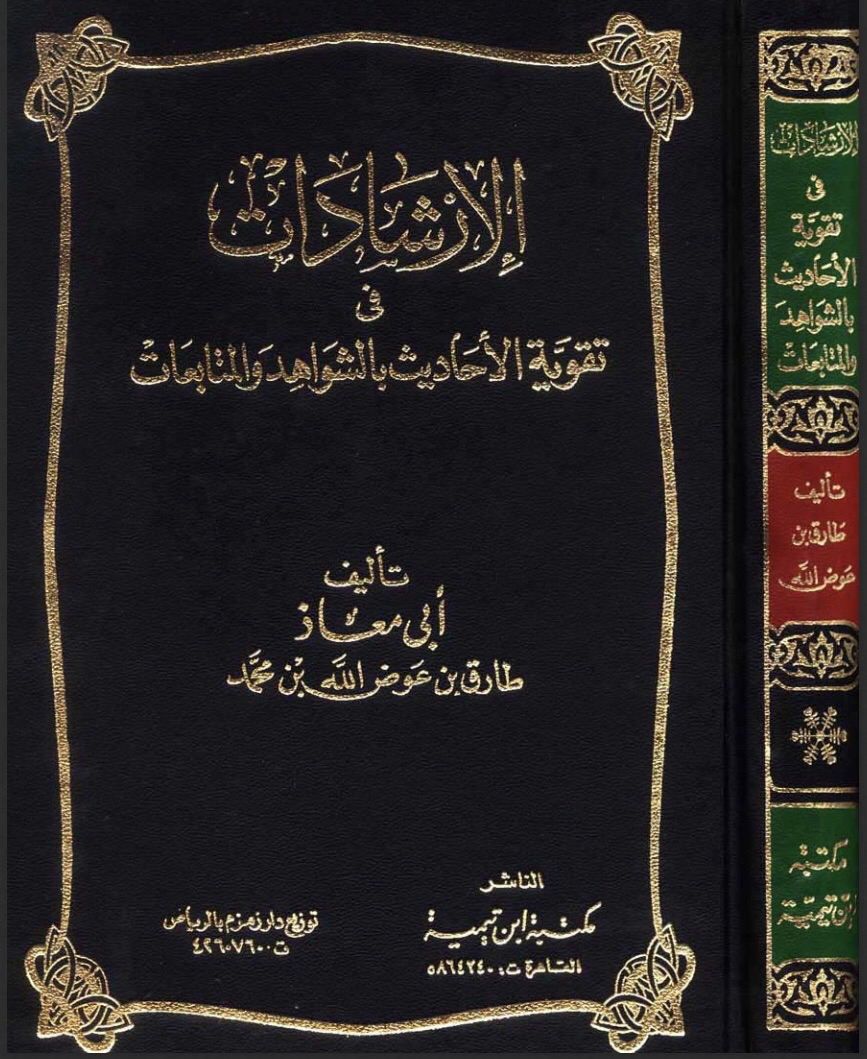 الإرشادات
في
تقوية الأحاديث بالشواهد والمتابعات
تأليف
أبي معاذ
طارق بن عوض الله بن محمد
الناشر
مكتبة ابن تيمية
القاهرة ت: ٥٨٦٤٢٤٠
توزيع دار زمزم بالرياض
ت ٤٢٦٠٧٦٠٠
الإرشادات
في
تقوية
الأحاديث
بالشواهد
والمتابعات
تأليف
طارق بن
عوض الله
مكتبة
ابن تيمية